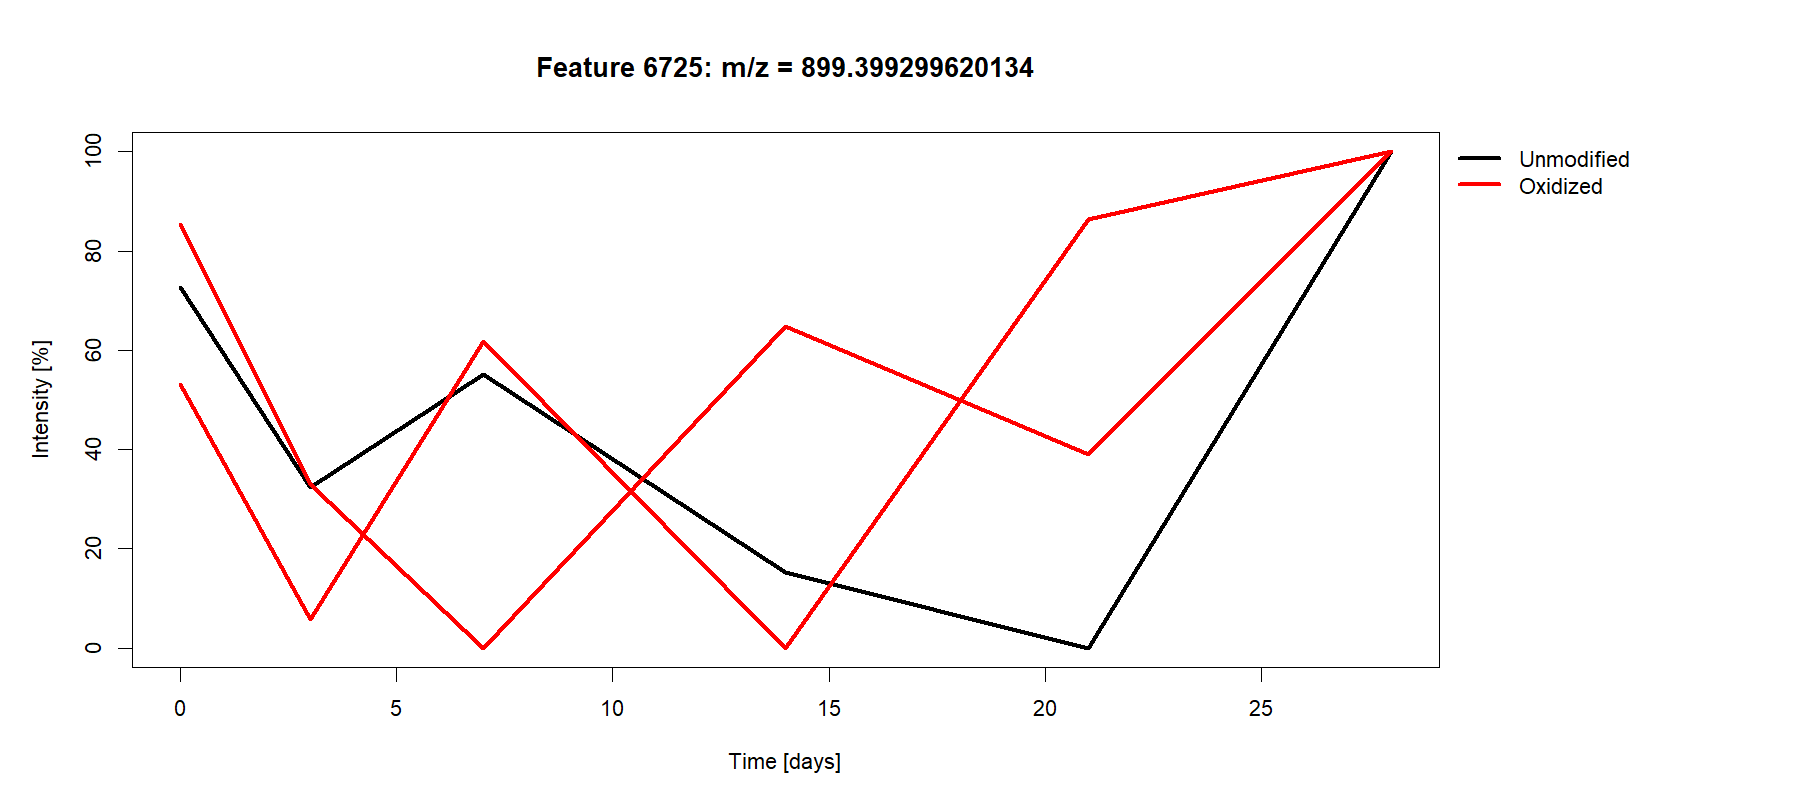 Feature 6725: m/z = 899.399299620134
Unmodified
Oxidized
Intensity [%]
100
80
60
40
20
0
0 5 10 15 20 25
Time [days]